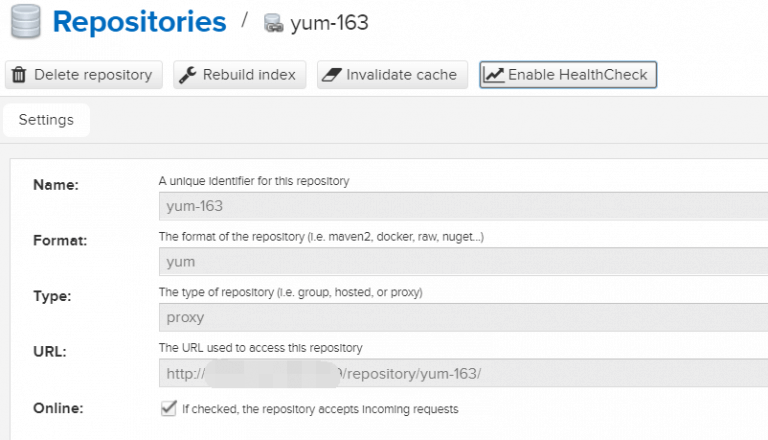 Repositories / yum-163
Delete repository Rebuild index Invalidate cache Enable HealthCheck
Settings
Name: A unique identifier for this repository
yum-163
Format: The format of the repository (i.e. maven2, docker, raw, nuget...)
yum
Type: The type of repository (i.e. group, hosted, or proxy)
proxy
URL: The URL used to access this repository
http:/ /repository/yum-163/
Online: If checked, the repository accepts incoming requests